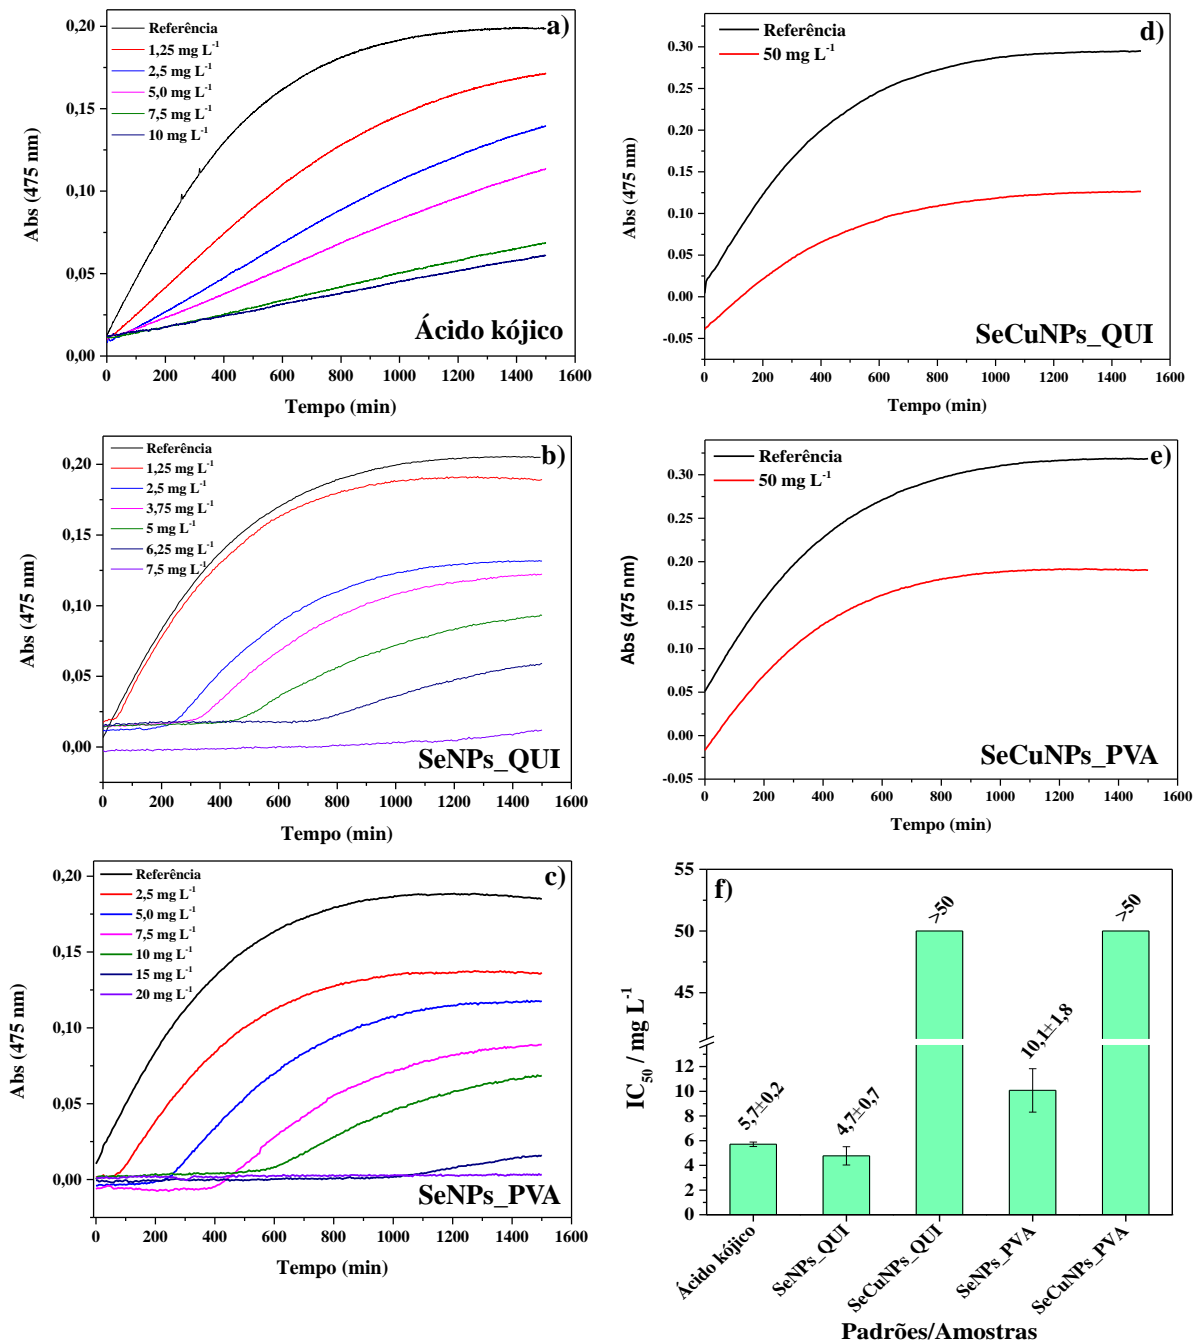 a)
Referência
1,25 mg L⁻¹
2,5 mg L⁻¹
5,0 mg L⁻¹
7,5 mg L⁻¹
10 mg L⁻¹
0,20
0,15
0,10
0,05
0,00
Abs (475 nm)
Ácido kójico
0 200 400 600 800 1000 1200 1400 1600
Tempo (min)
d)
Referência
50 mg L⁻¹
0.30
0.25
0.20
0.15
0.10
0.05
0.00
-0.05
Abs (475 nm)
SeCuNPs_QUI
0 200 400 600 800 1000 1200 1400 1600
Tempo (min)
b)
Referência
1,25 mg L⁻¹
2,5 mg L⁻¹
3,75 mg L⁻¹
5 mg L⁻¹
6,25 mg L⁻¹
7,5 mg L⁻¹
0,20
0,15
0,10
0,05
0,00
Abs (475 nm)
SeNPs_QUI
0 200 400 600 800 1000 1200 1400 1600
Tempo (min)
e)
Referência
50 mg L⁻¹
0.30
0.25
0.20
0.15
0.10
0.05
0.00
-0.05
Abs (475 nm)
SeCuNPs_PVA
0 200 400 600 800 1000 1200 1400 1600
Tempo (min)
c)
Referência
2,5 mg L⁻¹
5,0 mg L⁻¹
7,5 mg L⁻¹
10 mg L⁻¹
15 mg L⁻¹
20 mg L⁻¹
0,20
0,15
0,10
0,05
0,00
Abs (475 nm)
SeNPs_PVA
0 200 400 600 800 1000 1200 1400 1600
Tempo (min)
f)
55
50
45
12
10
8
6
4
2
0
IC₅₀ / mg L⁻¹
5,7±0,2
4,7±0,7
>50
10,1±1,8
>50
Ácido kójico
SeNPs_QUI
SeCuNPs_QUI
SeNPs_PVA
SeCuNPs_PVA
Padrões/Amostras